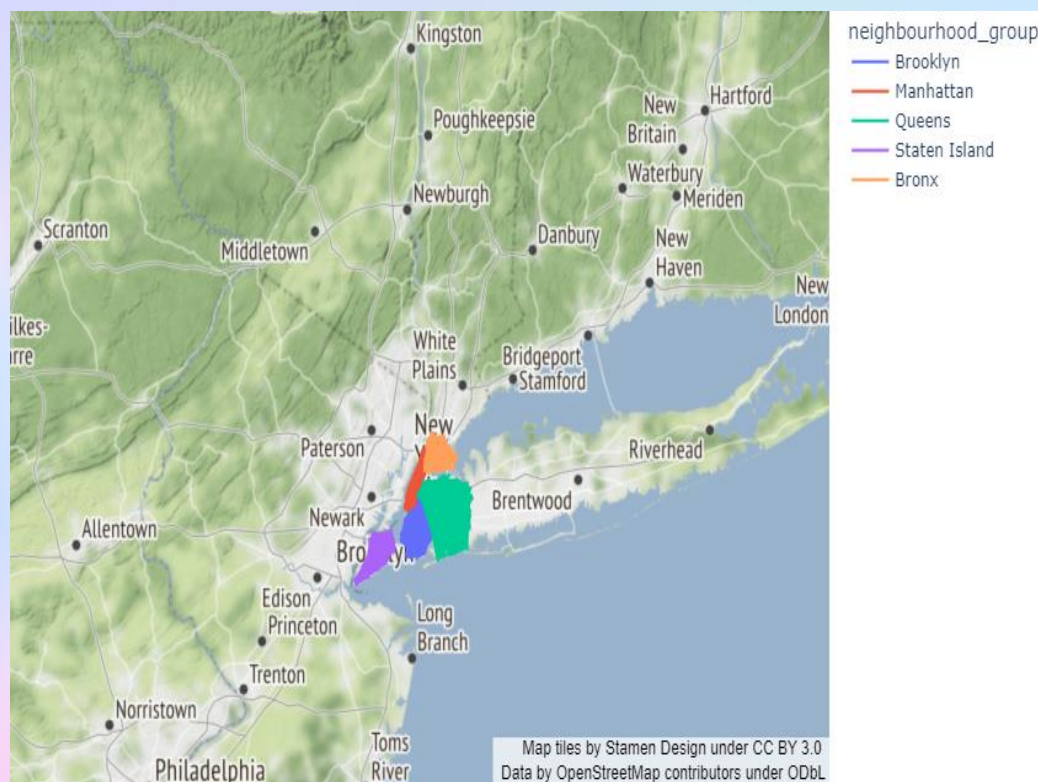 neighbourhood_group
Brooklyn
Manhattan
Queens
Staten Island
Bronx
Kingston
Poughkeepsie
Hartford
New
Britain
Waterbury
Meriden
Newburgh
Scranton
Middletown
Danbury
New
Haven
New
London
ilkes-
rre
White
Plains
Bridgeport
Stamford
New
Paterson
Riverhead
Brentwood
Newark
Allentown
Edison
Princeton
Long
Branch
Trenton
Norristown
Toms
River
Philadelphia
Map tiles by Stamen Design under CC BY 3.0
Data by OpenStreetMap contributors under ODbL